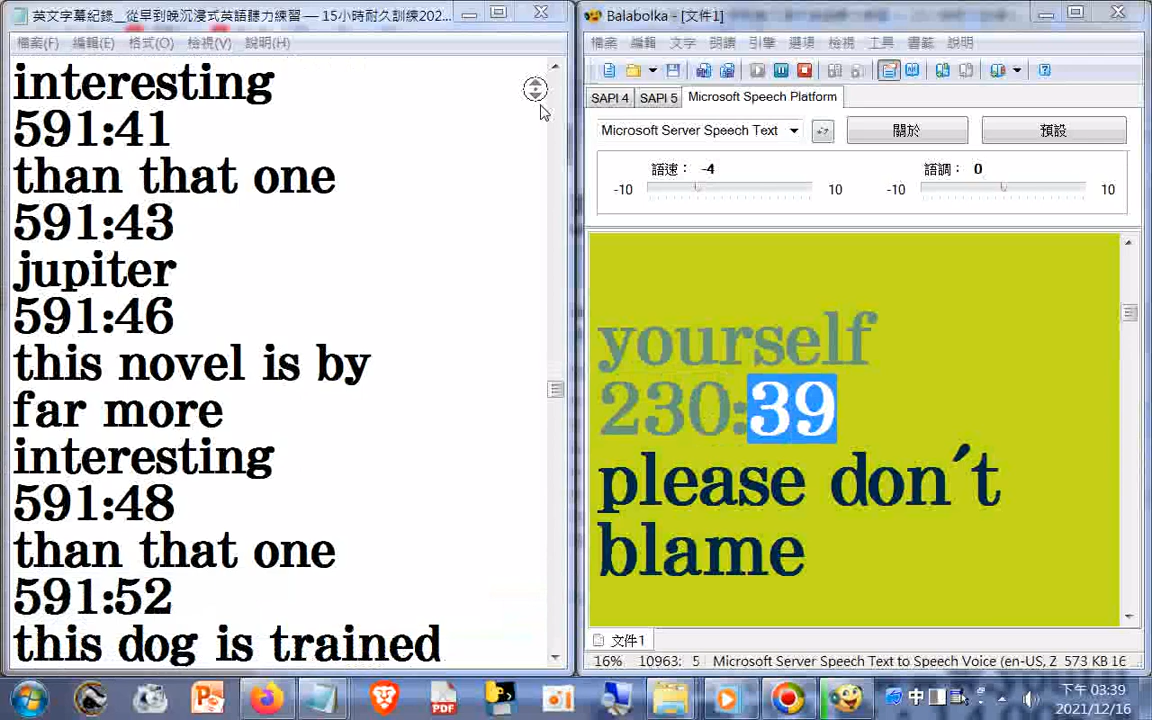 英文字幕紀錄__從早到晚沉浸式英語聽力練習 — 15小時耐久訓練202...
檔案(F) 編輯(E) 格式(O) 檢視(V) 說明(H)
interesting
591:41
than that one
591:43
jupiter
591:46
this novel is by
far more
interesting
591:48
than that one
591:52
this dog is trained
Balabolka - [文件1]
檔案 編輯 文字 朗讀 引擎 選項 檢視 工具 書籤 說明
SAPI 4 SAPI 5 Microsoft Speech Platform
Microsoft Server Speech Text 關於 預設
語速： -4 語調： 0
-10 10 -10 10
yourself
230:39
please don´t
blame
文件1
16% 10963: 5 Microsoft Server Speech Text to Speech Voice (en-US, Z 573 KB 16
中
下午 03:39
2021/12/16